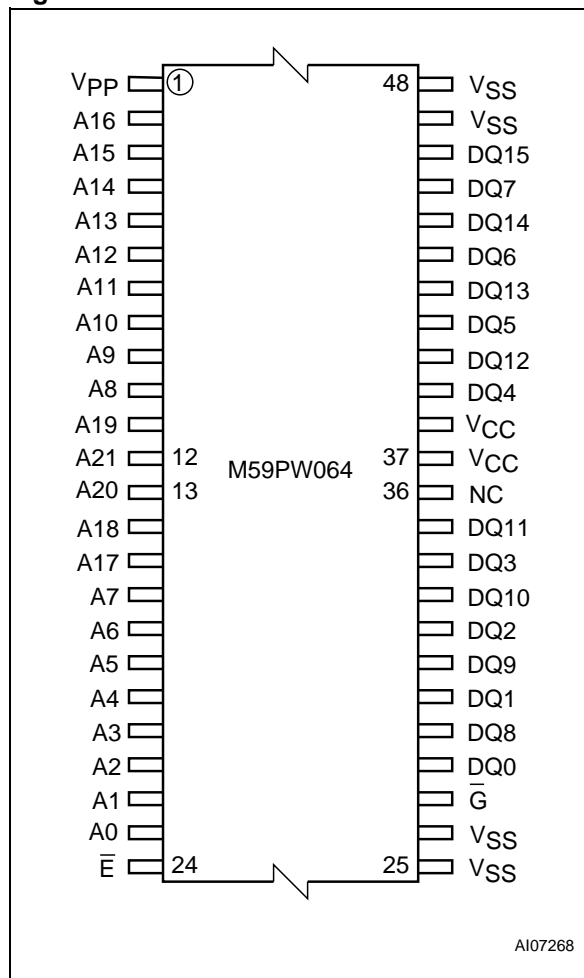 VPP 1 48 VSS
A16 VSS
A15 DQ15
A14 DQ7
A13 DQ14
A12 DQ6
A11 DQ13
A10 DQ5
A9 DQ12
A8 DQ4
A19 VCC
A21 12 M59PW064 37 VCC
A20 13 36 NC
A18 DQ11
A17 DQ3
A7 DQ10
A6 DQ2
A5 DQ9
A4 DQ1
A3 DQ8
A2 DQ0
A1 G̅
A0 VSS
E̅ 24 25 VSS
AI07268